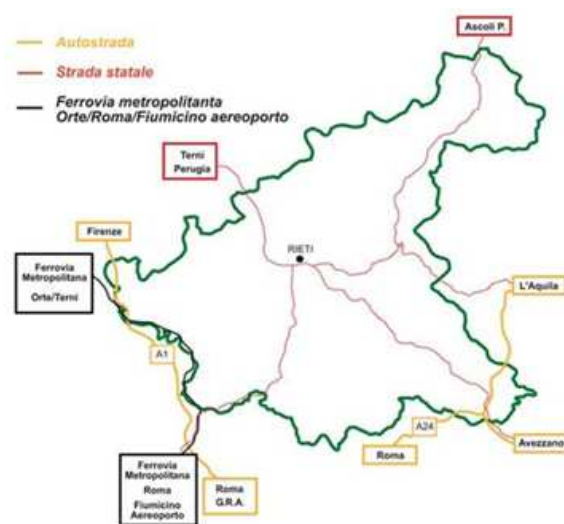 Autostrada
Strada statale
Ferrovia metropolitanta
Orte/Roma/Fiumicino aereoporto
Ascoli P.
Terni
Perugia
Firenze
RIETI
Ferrovia
Metropolitana
Orte/Terni
L'Aquila
A1
A24
Roma
Avezzano
Ferrovia
Metropolitana
Roma
Fiumicino
Aereoporto
Roma
G.R.A.